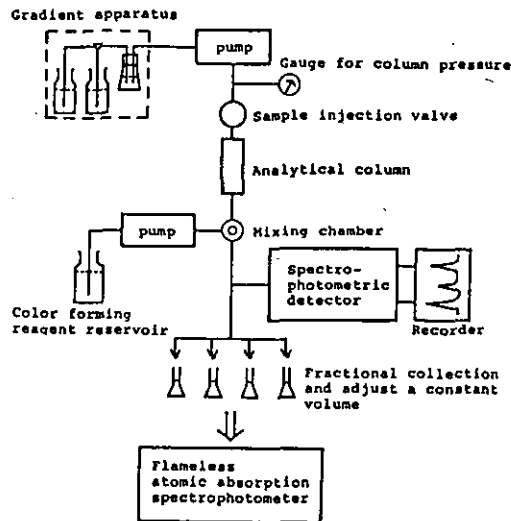 Gradient apparatus
pump
Gauge for column pressure
Sample injection valve
Analytical column
pump
Mixing chamber
Spectro-
photometric
detector
Recorder
Color forming
reagent reservoir
Fractional collection
and adjust a constant
volume
Flameless
atomic absorption
spectrophotometer